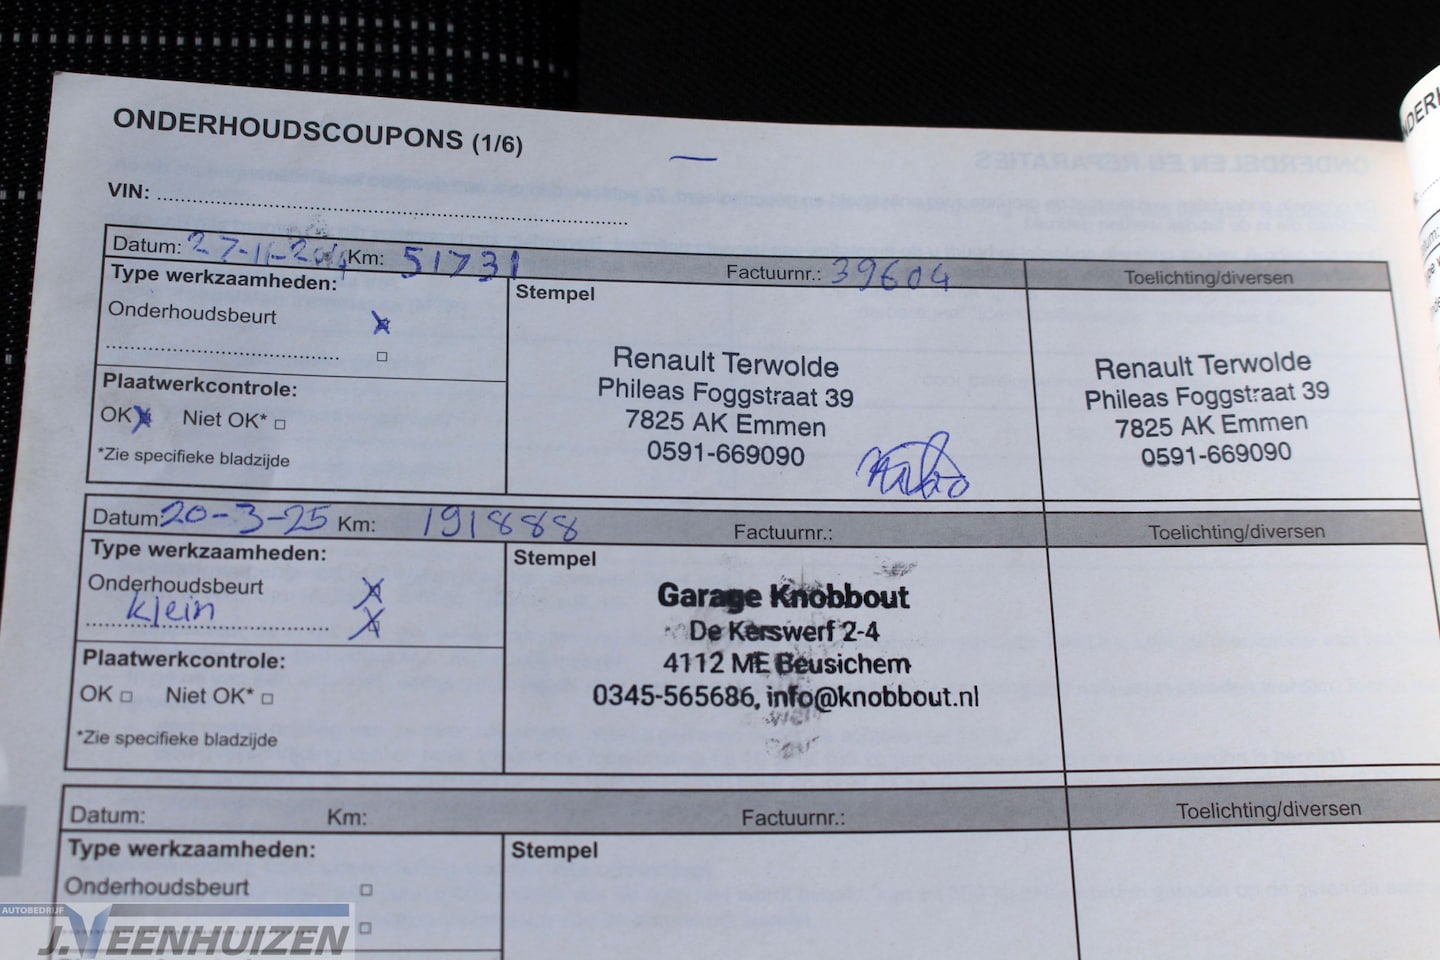 ONDERHOUDSCOUPONS (1/6)
VIN:
Datum: 27-11-2014 Km: 51731 Factuurnr.: 39604 Toelichting/diversen
Type werkzaamheden:
Stempel
Onderhoudsbeurt
Plaatwerkcontrole:
OK Niet OK*
*Zie specifieke bladzijde
Renault Terwolde
Phileas Foggstraat 39
7825 AK Emmen
0591-669090
Renault Terwolde
Phileas Foggstraat 39
7825 AK Emmen
0591-669090
Datum: 20-3-25 Km: 191888 Factuurnr.: Toelichting/diversen
Type werkzaamheden:
Stempel
Onderhoudsbeurt
klein
Plaatwerkcontrole:
OK Niet OK*
*Zie specifieke bladzijde
Garage Knobbout
De Kerswerf 2-4
4112 ME Beusichem
0345-565686, info@knobbout.nl
Datum: Km: Factuurnr.: Toelichting/diversen
Type werkzaamheden:
Stempel
Onderhoudsbeurt
AUTOBEDRIJF
J. VEENHUIZEN